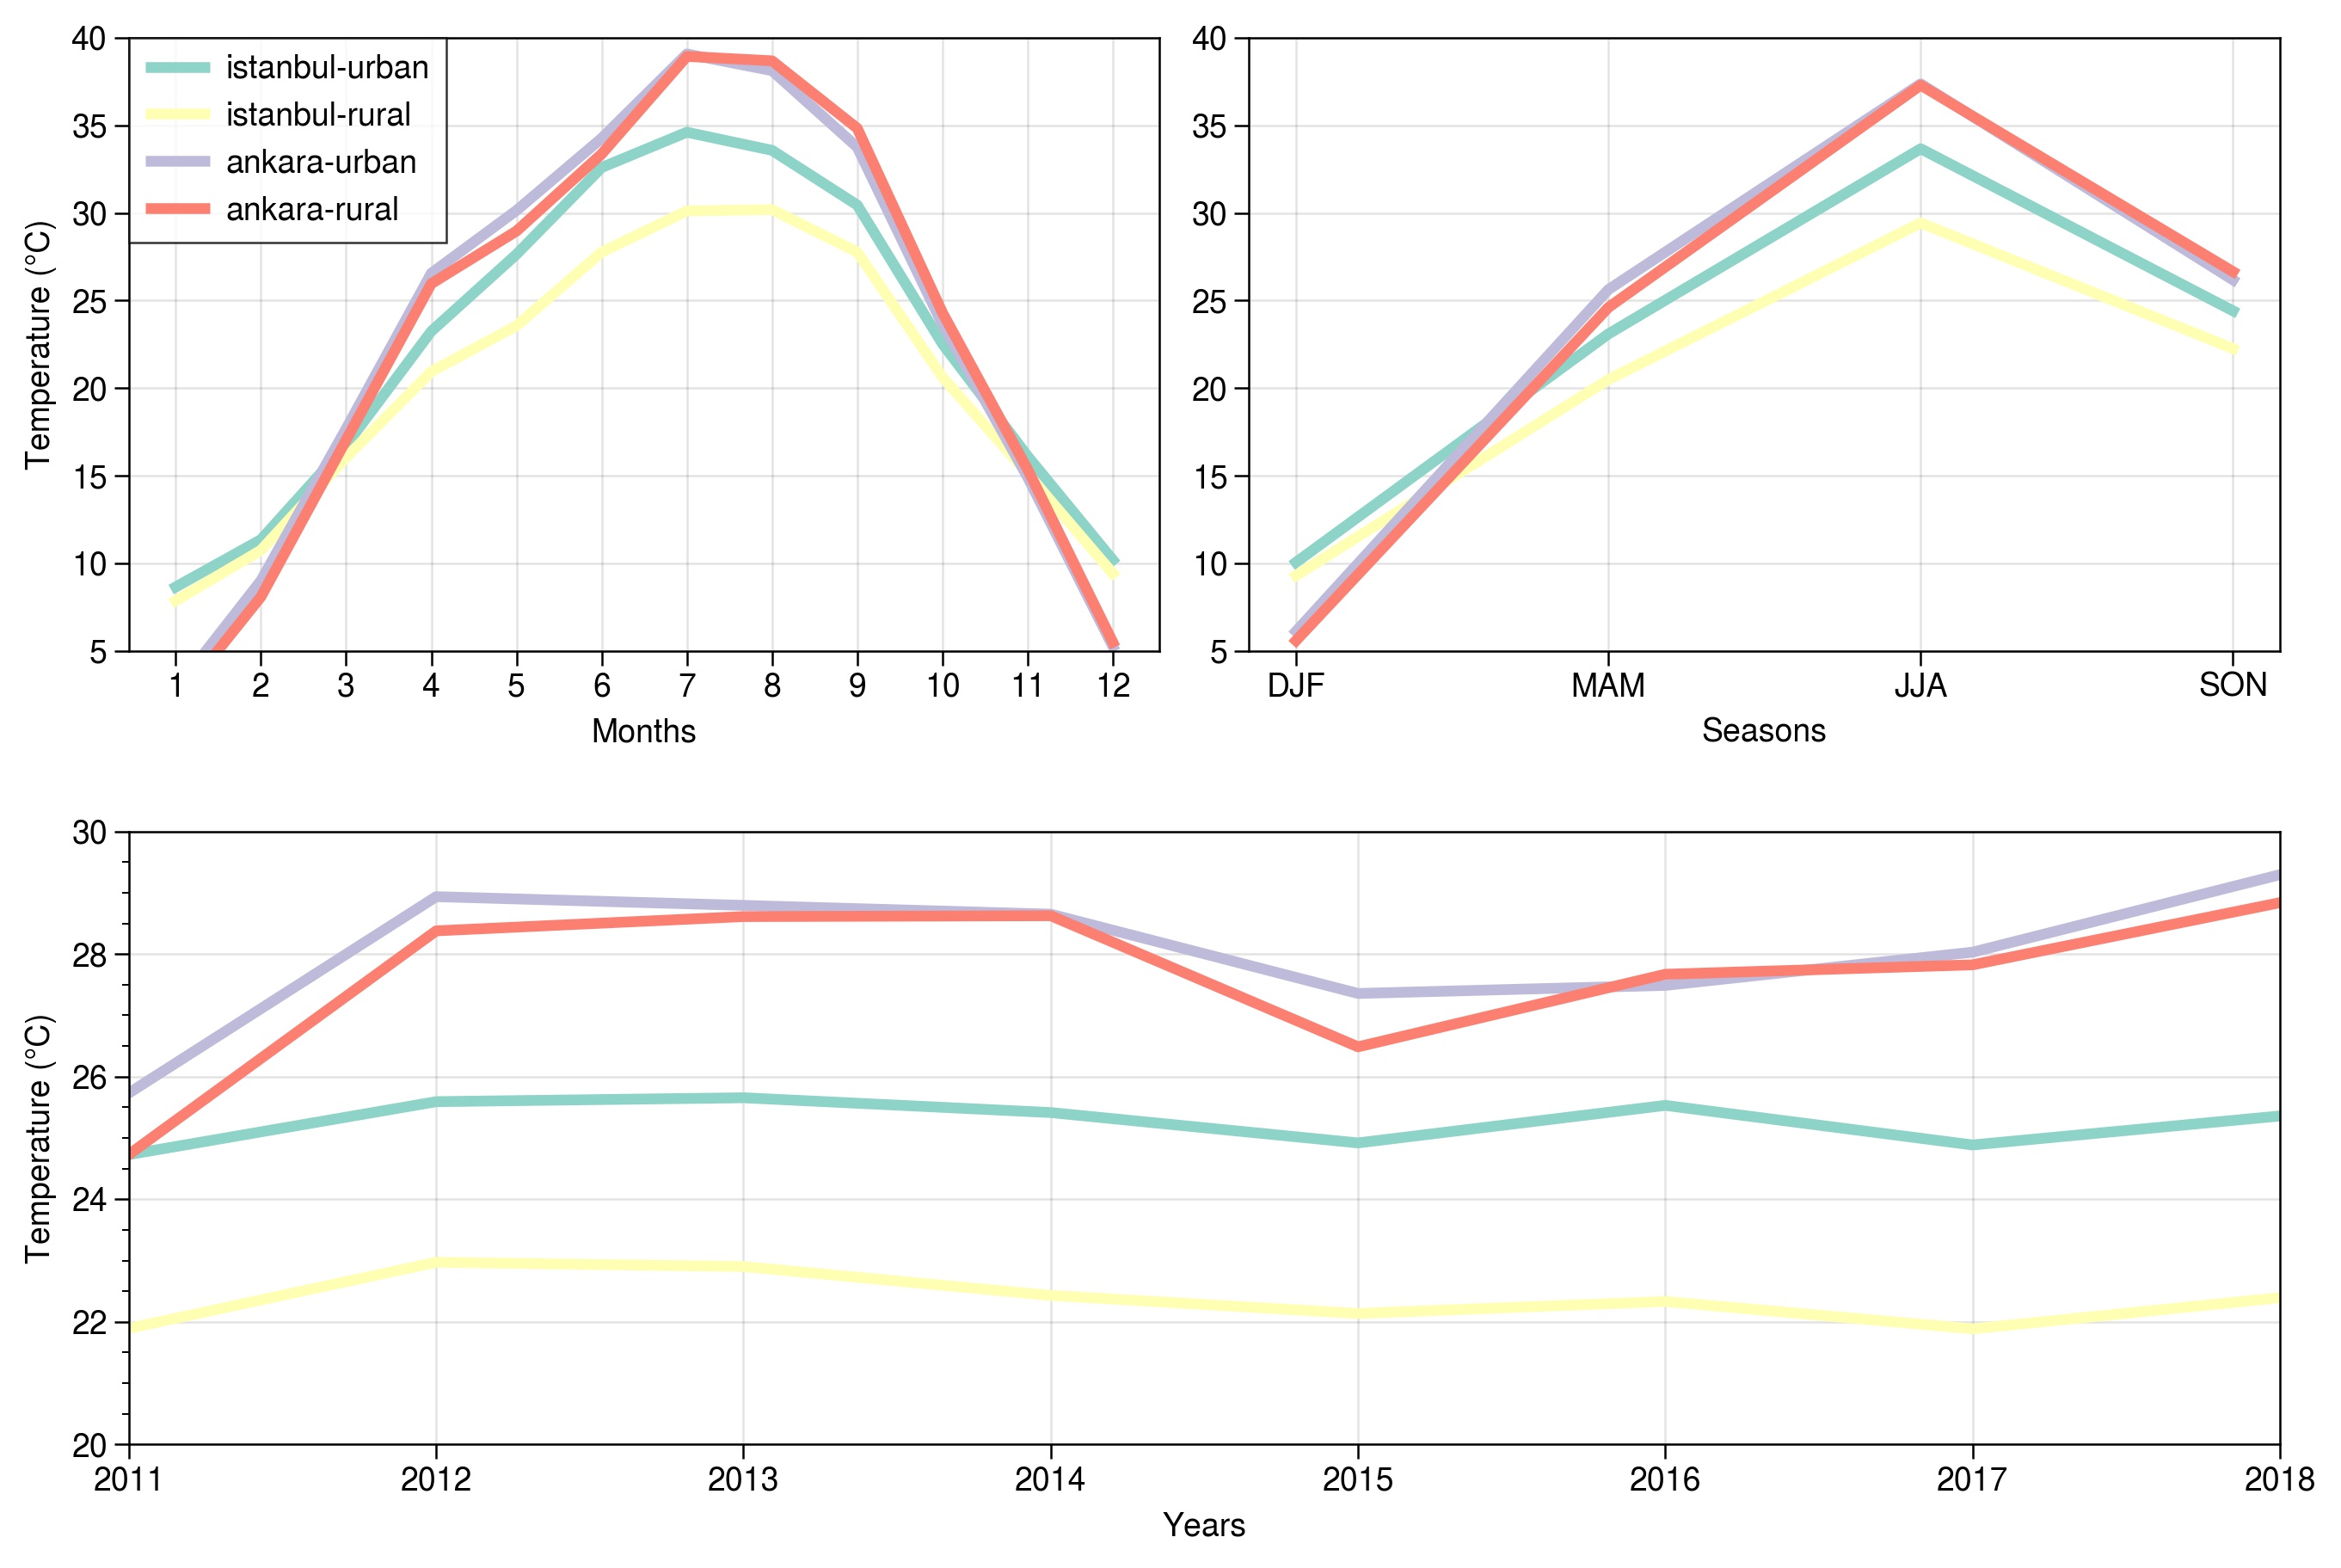 40
35
30
25
20
15
10
5
Temperature (°C)
istanbul-urban
istanbul-rural
ankara-urban
ankara-rural
1 2 3 4 5 6 7 8 9 10 11 12
Months
40
35
30
25
20
15
10
5
DJF MAM JJA SON
Seasons
30
28
26
24
22
20
Temperature (°C)
2011 2012 2013 2014 2015 2016 2017 2018
Years